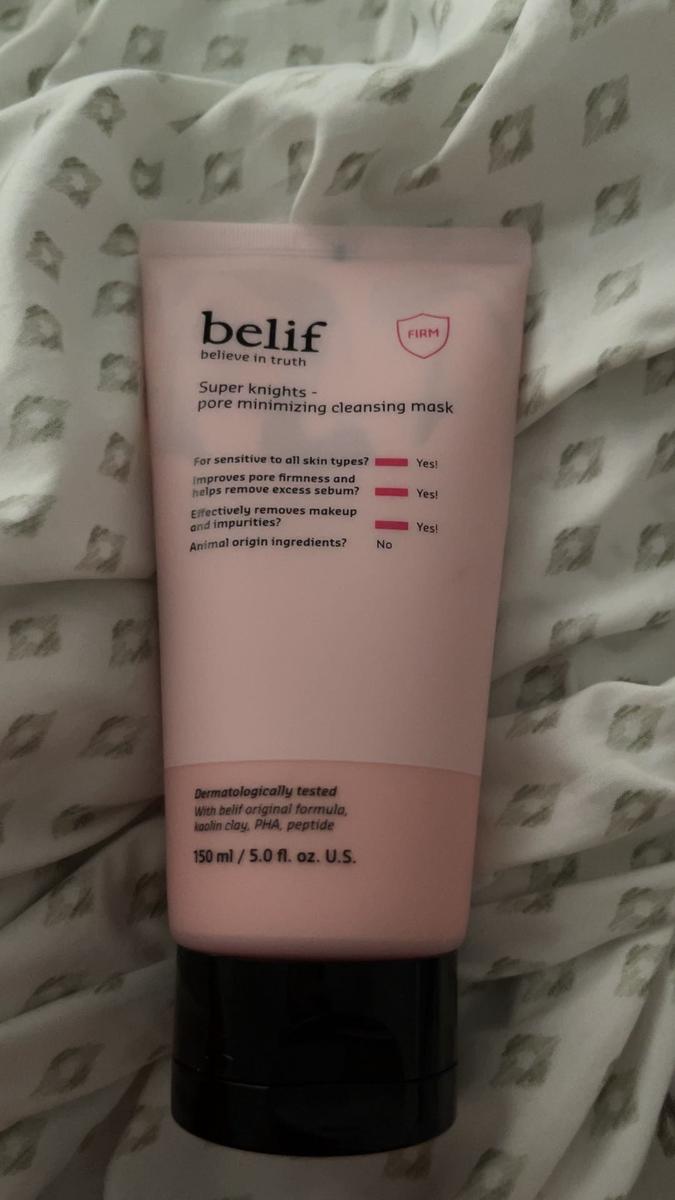 belif
believe in truth
FIRM
Super knights -
pore minimizing cleansing mask
For sensitive to all skin types? Yes!
Improves pore firmness and
helps remove excess sebum? Yes!
Effectively removes makeup
and impurities? Yes!
Animal origin ingredients? No
Dermatologically tested
With belif original formula,
kaolin clay, PHA, peptide
150 ml / 5.0 fl. oz. U.S.